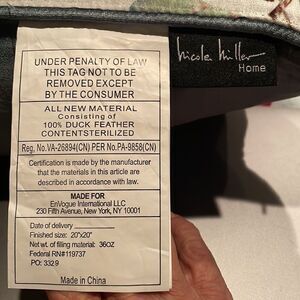 nicole miller
Home
UNDER PENALTY OF LAW
THIS TAG NOT TO BE
REMOVED EXCEPT
BY THE CONSUMER
ALL NEW MATERIAL
Consisting of
100% DUCK FEATHER
CONTENTSTERILIZED
Reg. No.VA-26894(CN) PER No.PA-9858(CN)
Certification is made by the manufacturer
that the materials in this article are
described in accordance with law.
MADE FOR
EnVogue International LLC
230 Fifth Avenue, New York, NY 10001
Date of delivery
Finished size: 20"x20"
Net wt. of filling material: 36OZ
Federal RN#119737
PO: 3329
Made in China